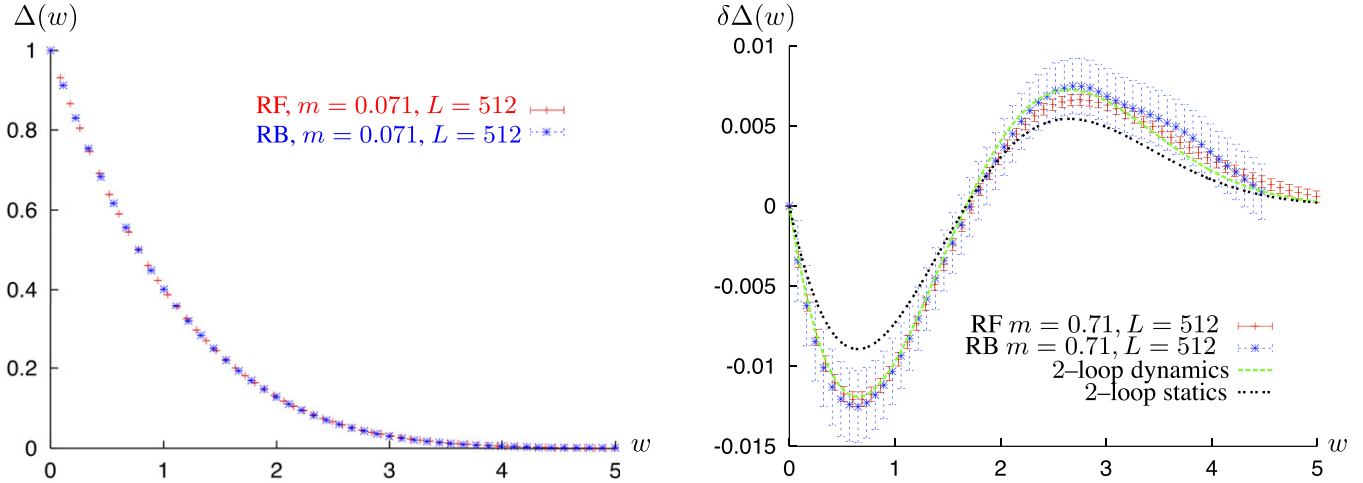 Δ(w)
1
0.8
0.6
0.4
0.2
0
0 1 2 3 4 5
w
RF, m = 0.071, L = 512
RB, m = 0.071, L = 512
δΔ(w)
0.01
0.005
0
-0.005
-0.01
-0.015
0 1 2 3 4 5
w
RF m = 0.71, L = 512
RB m = 0.71, L = 512
2–loop dynamics
2–loop statics